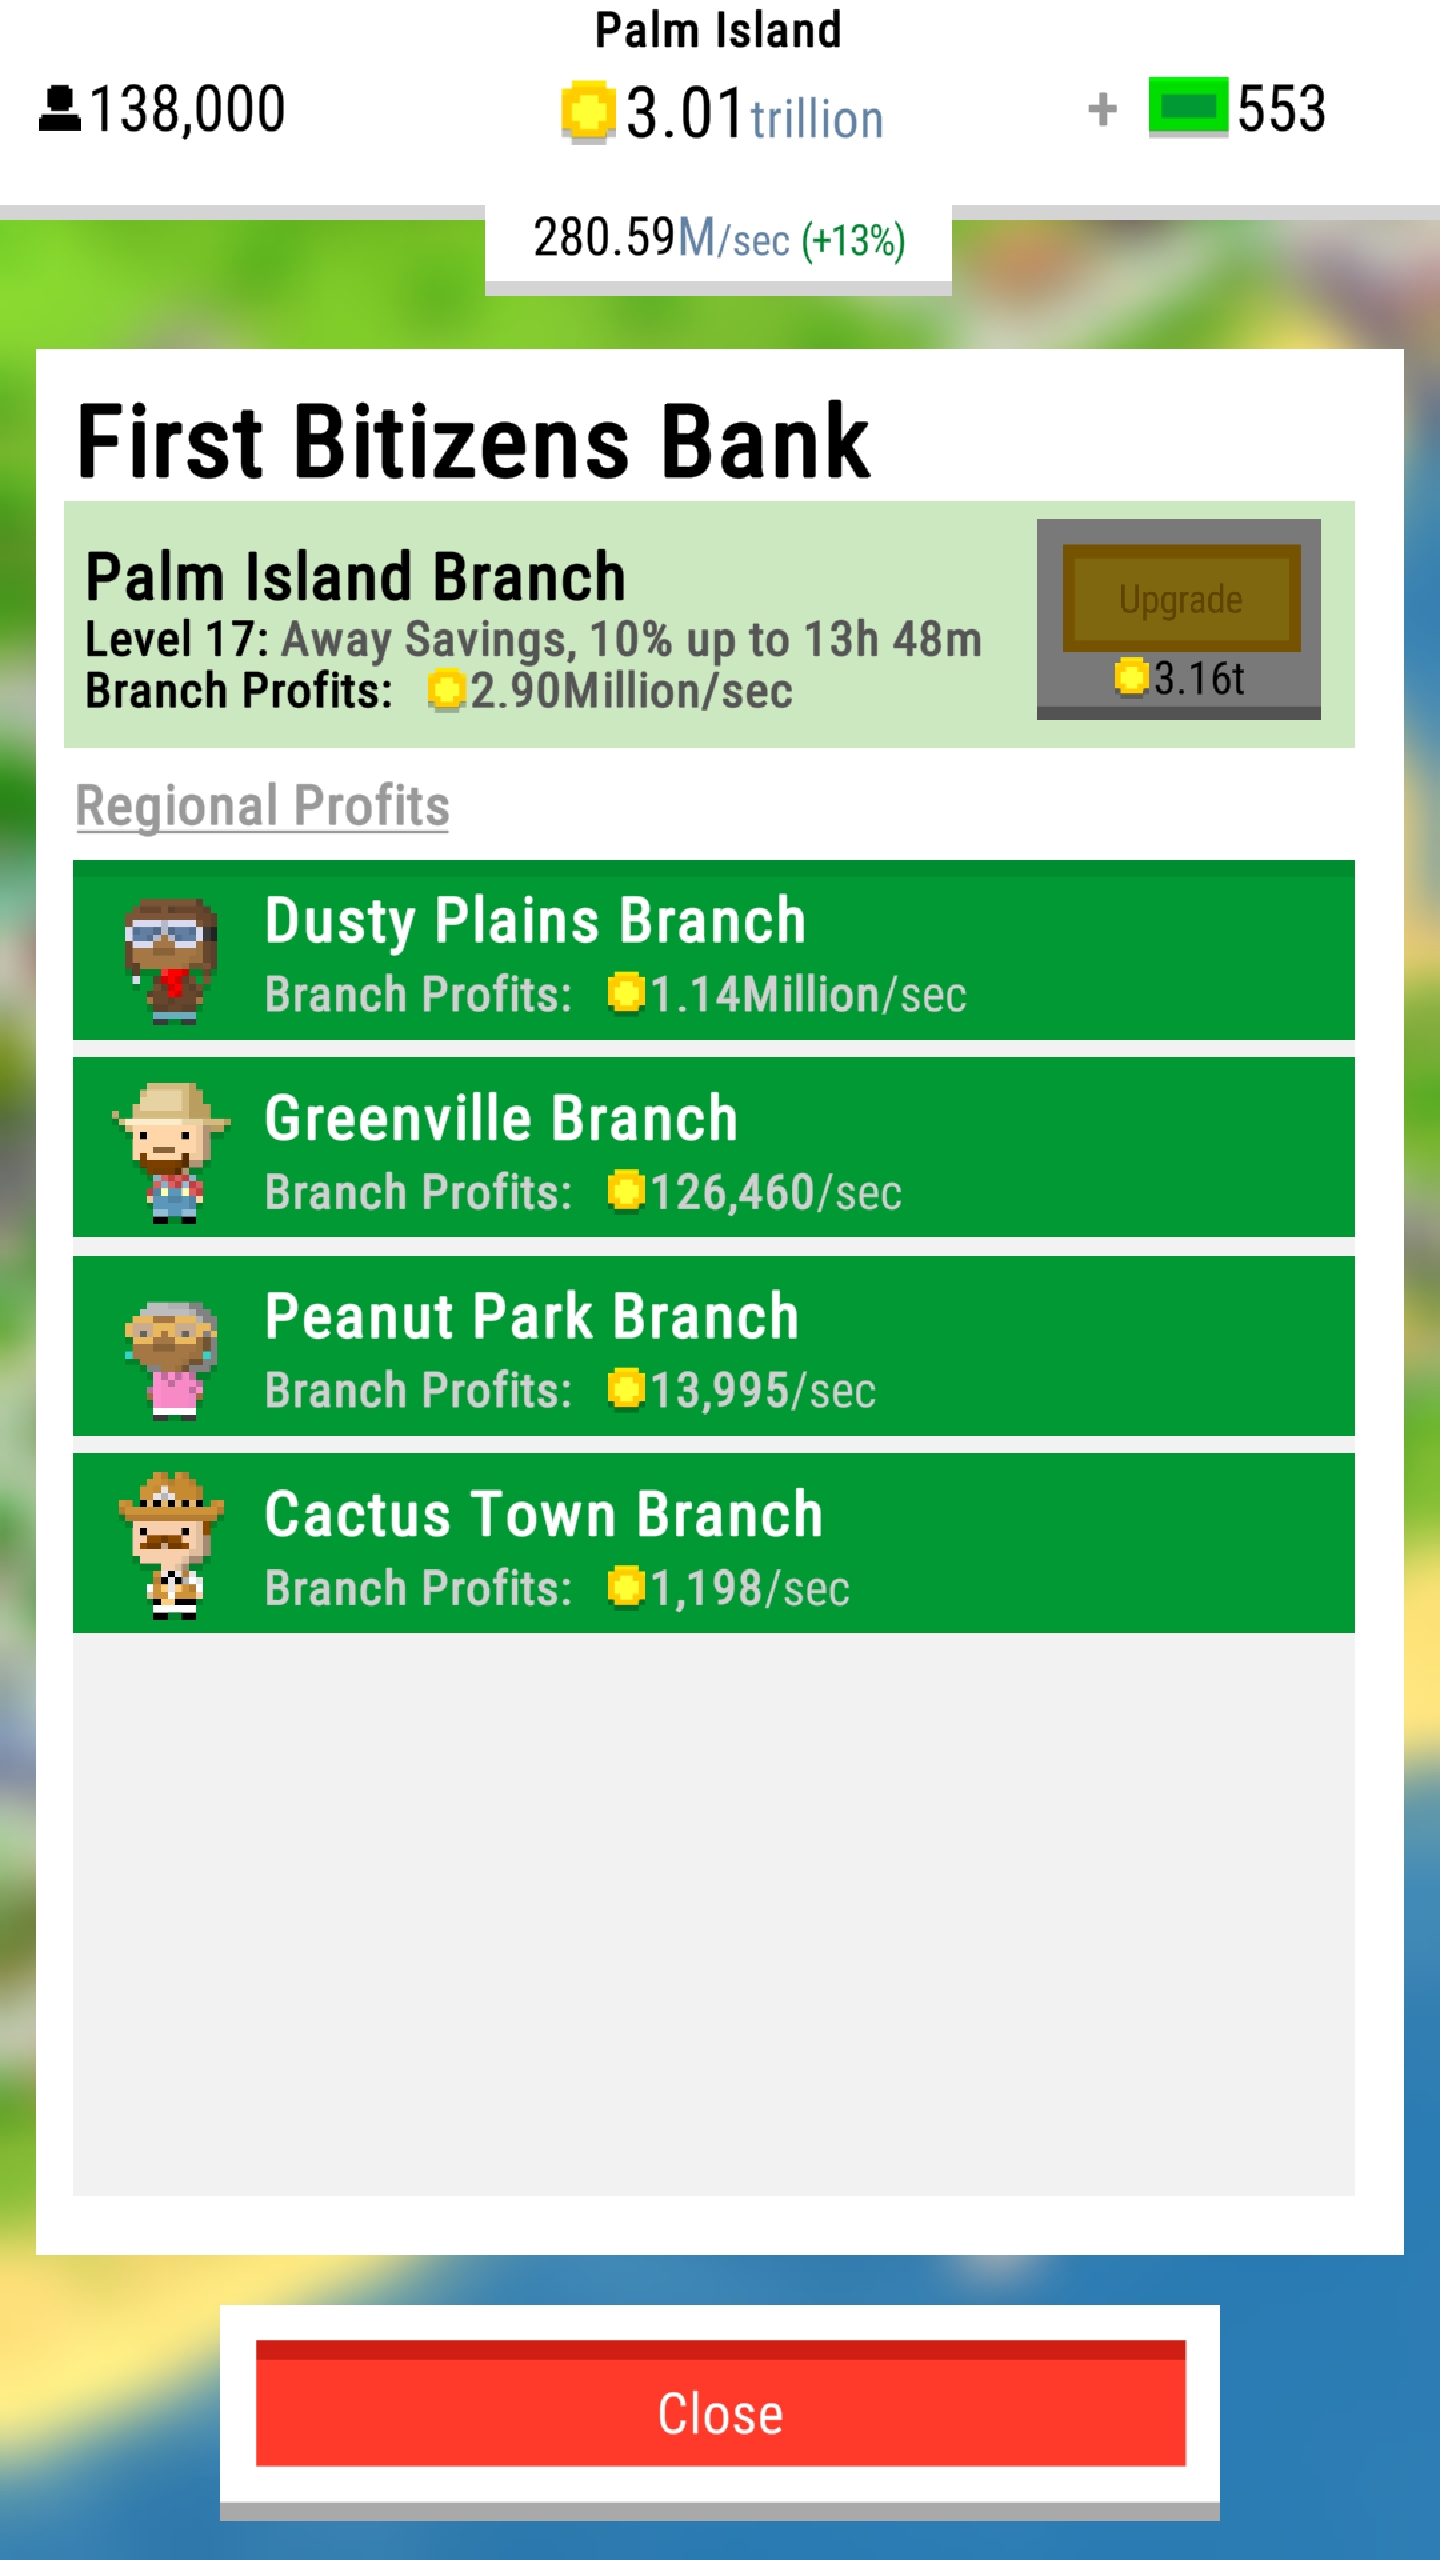 Palm Island
138,000
3.01trillion
+ 553
280.59M/sec (+13%)
First Bitizens Bank
Palm Island Branch
Level 17: Away Savings, 10% up to 13h 48m
Branch Profits: 2.90Million/sec
Upgrade
3.16t
Regional Profits
Dusty Plains Branch
Branch Profits: 1.14Million/sec
Greenville Branch
Branch Profits: 126,460/sec
Peanut Park Branch
Branch Profits: 13,995/sec
Cactus Town Branch
Branch Profits: 1,198/sec
Close